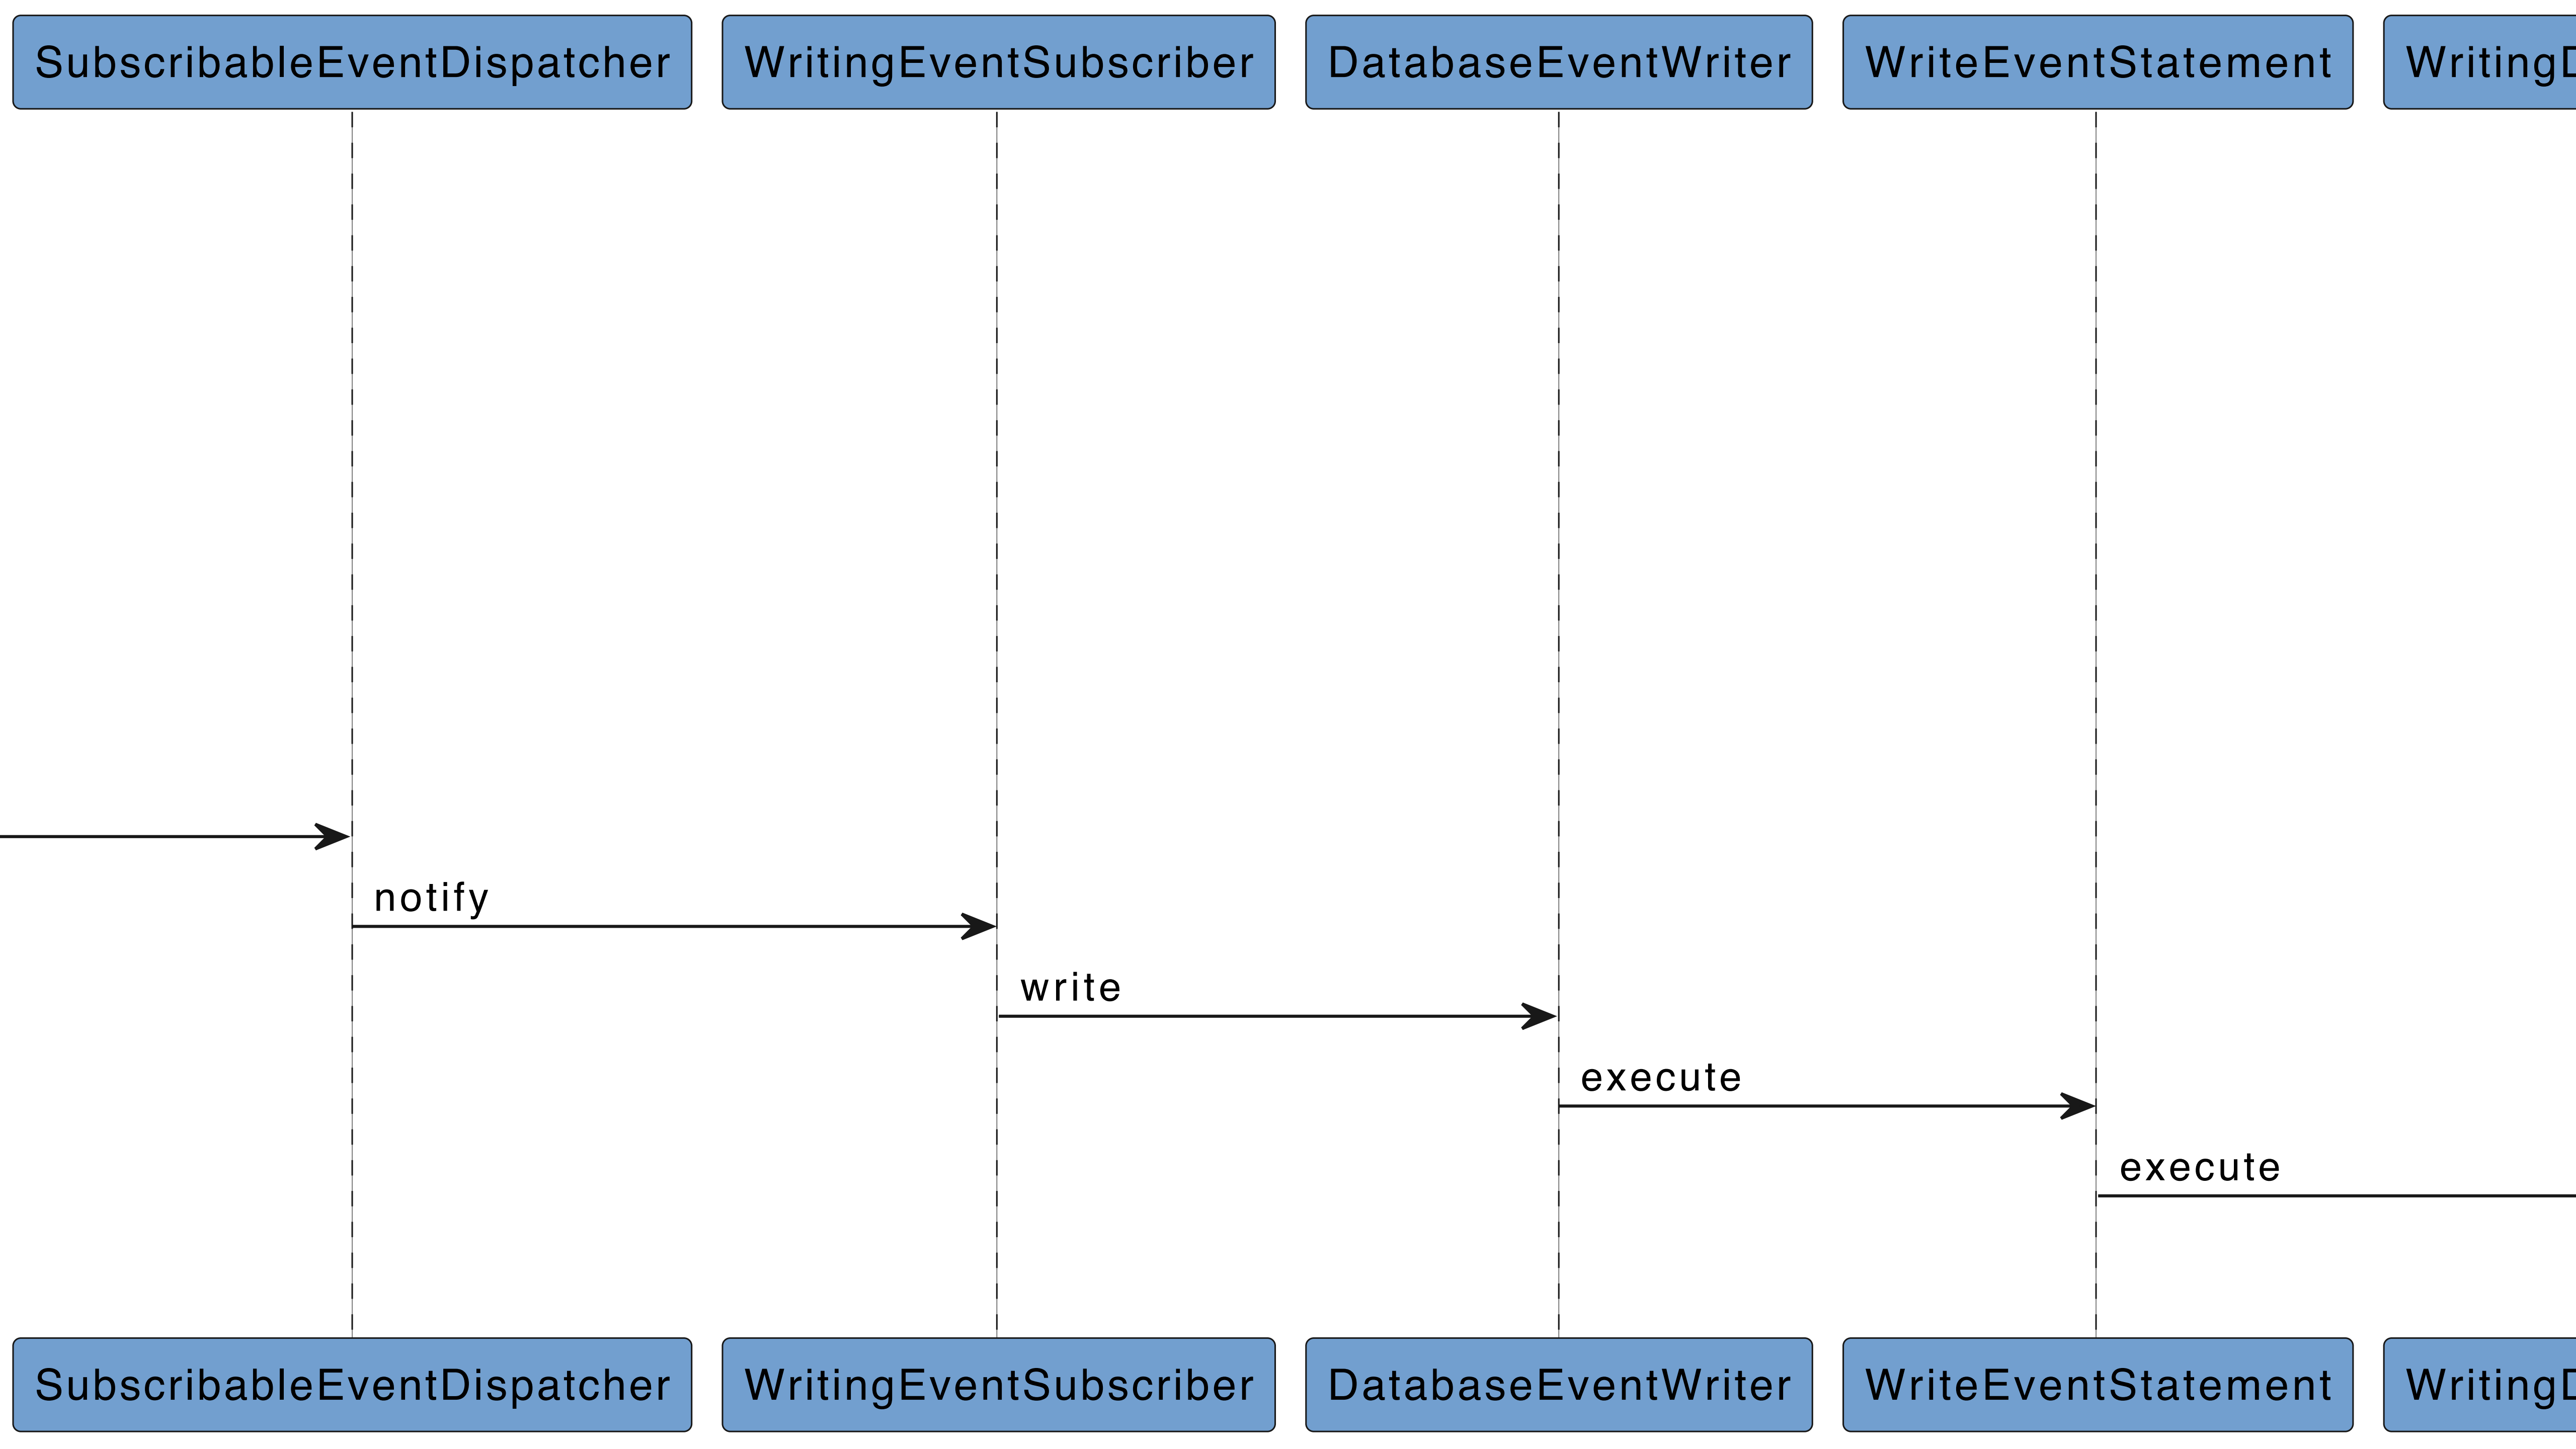 SubscribableEventDispatcher
WritingEventSubscriber
DatabaseEventWriter
WriteEventStatement
notify
write
execute
execute
SubscribableEventDispatcher
WritingEventSubscriber
DatabaseEventWriter
WriteEventStatement